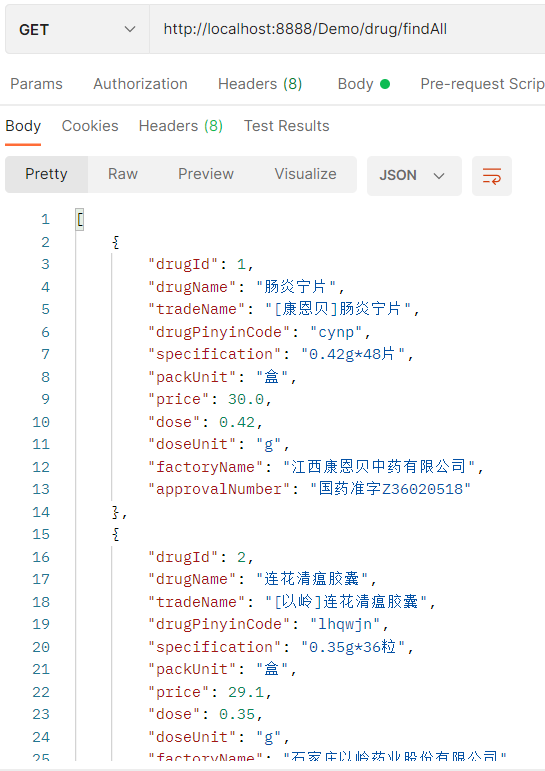 GET http://localhost:8888/Demo/drug/findAll
Params Authorization Headers (8) Body Pre-request Scrip
Body Cookies Headers (8) Test Results
Pretty Raw Preview Visualize JSON
1 [
2 {
3 "drugId": 1,
4 "drugName": "肠炎宁片",
5 "tradeName": "[康恩贝]肠炎宁片",
6 "drugPinyinCode": "cynp",
7 "specification": "0.42g*48片",
8 "packUnit": "盒",
9 "price": 30.0,
10 "dose": 0.42,
11 "doseUnit": "g",
12 "factoryName": "江西康恩贝中药有限公司",
13 "approvalNumber": "国药准字Z36020518"
14 },
15 {
16 "drugId": 2,
17 "drugName": "连花清瘟胶囊",
18 "tradeName": "[以岭]连花清瘟胶囊",
19 "drugPinyinCode": "lhqwjn",
20 "specification": "0.35g*36粒",
21 "packUnit": "盒",
22 "price": 29.1,
23 "dose": 0.35,
24 "doseUnit": "g",
25 "factoryName": "石家庄以岭药业股份有限公司"